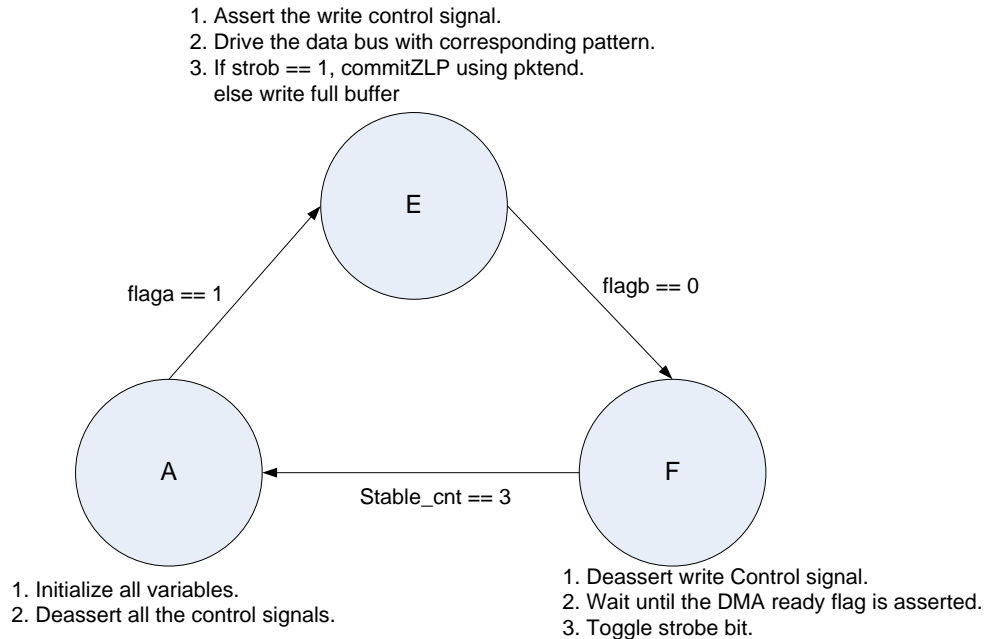 1. Assert the write control signal.
2. Drive the data bus with corresponding pattern.
3. If strob == 1, commitZLP using pktend.
else write full buffer
E
flaga == 1
flagb == 0
A
F
Stable_cnt == 3
1. Initialize all variables.
2. Deassert all the control signals.
1. Deassert write Control signal.
2. Wait until the DMA ready flag is asserted.
3. Toggle strobe bit.